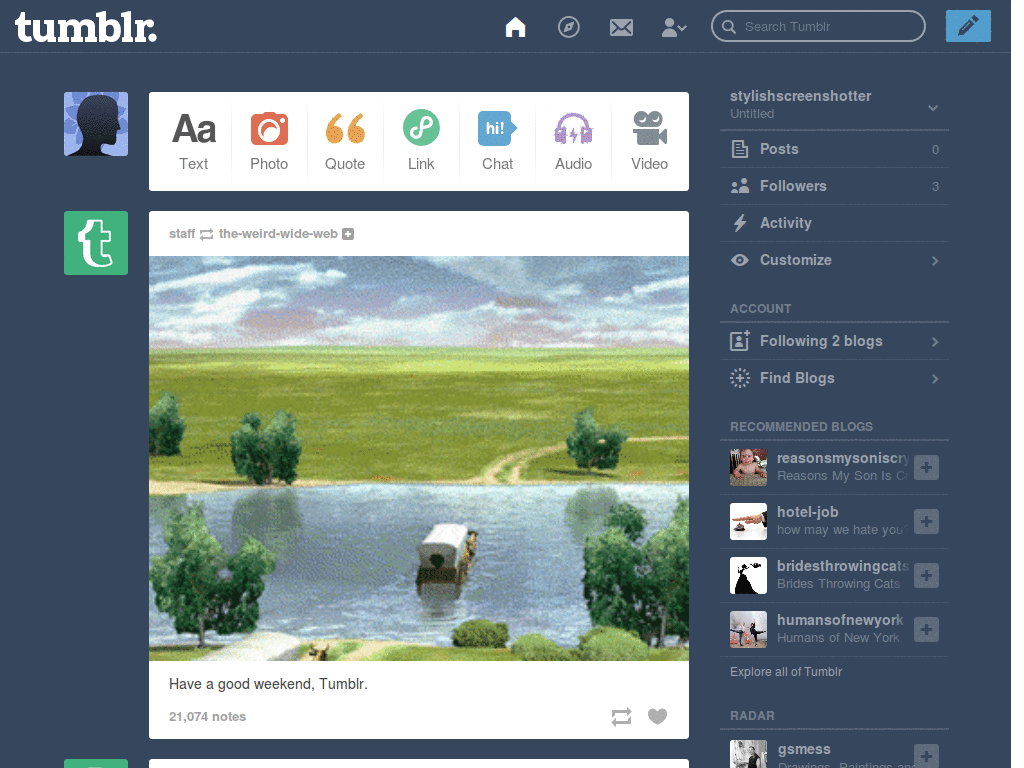 tumblr.
Search Tumblr
Aa
Text
Photo
Quote
Link
hi!
Chat
Audio
Video
staff the-weird-wide-web
Have a good weekend, Tumblr.
21,074 notes
stylishscreenshotter
Untitled
Posts 0
Followers 3
Activity
Customize
ACCOUNT
Following 2 blogs
Find Blogs
RECOMMENDED BLOGS
reasonsmysoniscry
Reasons My Son Is C
hotel-job
how may we hate you?
bridesthrowingcats
Brides Throwing Cats
humansofnewyork
Humans of New York
Explore all of Tumblr
RADAR
gsmess
Drawings, Paintings and